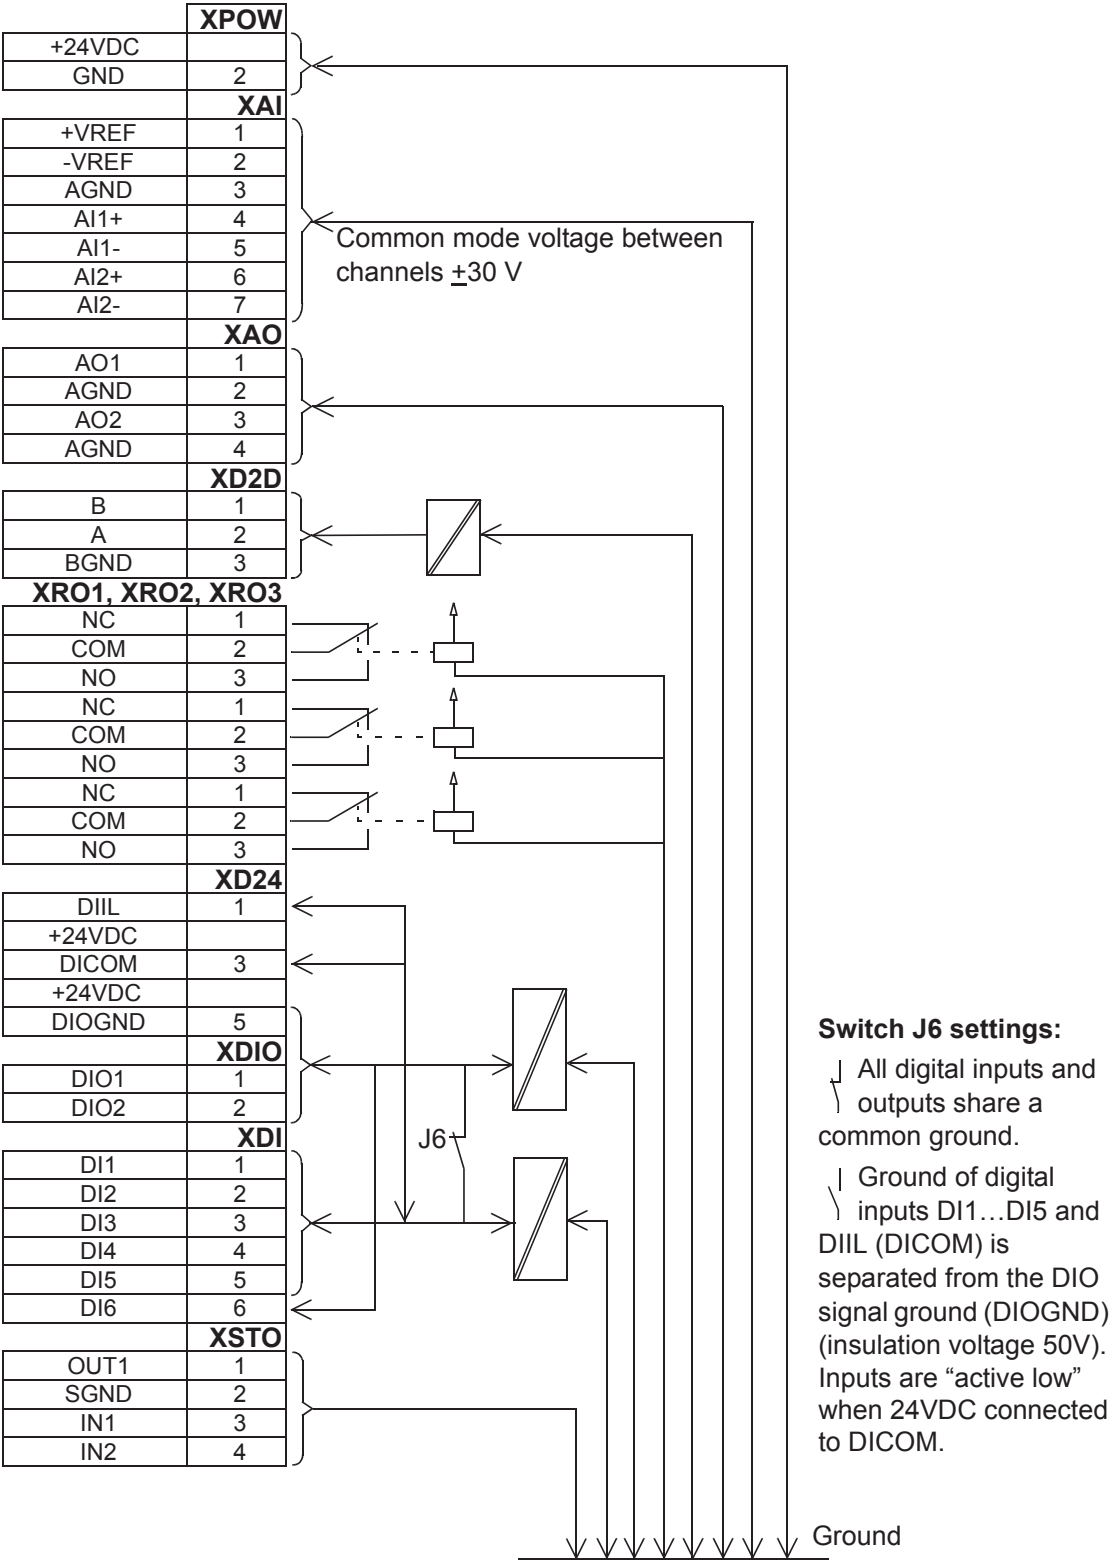 XPOW
+24VDC
GND 2
XAI
+VREF 1
-VREF 2
AGND 3
AI1+ 4
AI1- 5
AI2+ 6
AI2- 7
Common mode voltage between
channels ±30 V
XAO
AO1 1
AGND 2
AO2 3
AGND 4
XD2D
B 1
A 2
BGND 3
XRO1, XRO2, XRO3
NC 1
COM 2
NO 3
NC 1
COM 2
NO 3
NC 1
COM 2
NO 3
XD24
DIIL 1
+24VDC
DICOM 3
+24VDC
DIOGND 5
XDIO
DIO1 1
DIO2 2
XDI
DI1 1
DI2 2
DI3 3
DI4 4
DI5 5
DI6 6
XSTO
OUT1 1
SGND 2
IN1 3
IN2 4
J6
Switch J6 settings:
All digital inputs and
outputs share a
common ground.
Ground of digital
inputs DI1…DI5 and
DIIL (DICOM) is
separated from the DIO
signal ground (DIOGND)
(insulation voltage 50V).
Inputs are “active low”
when 24VDC connected
to DICOM.
Ground